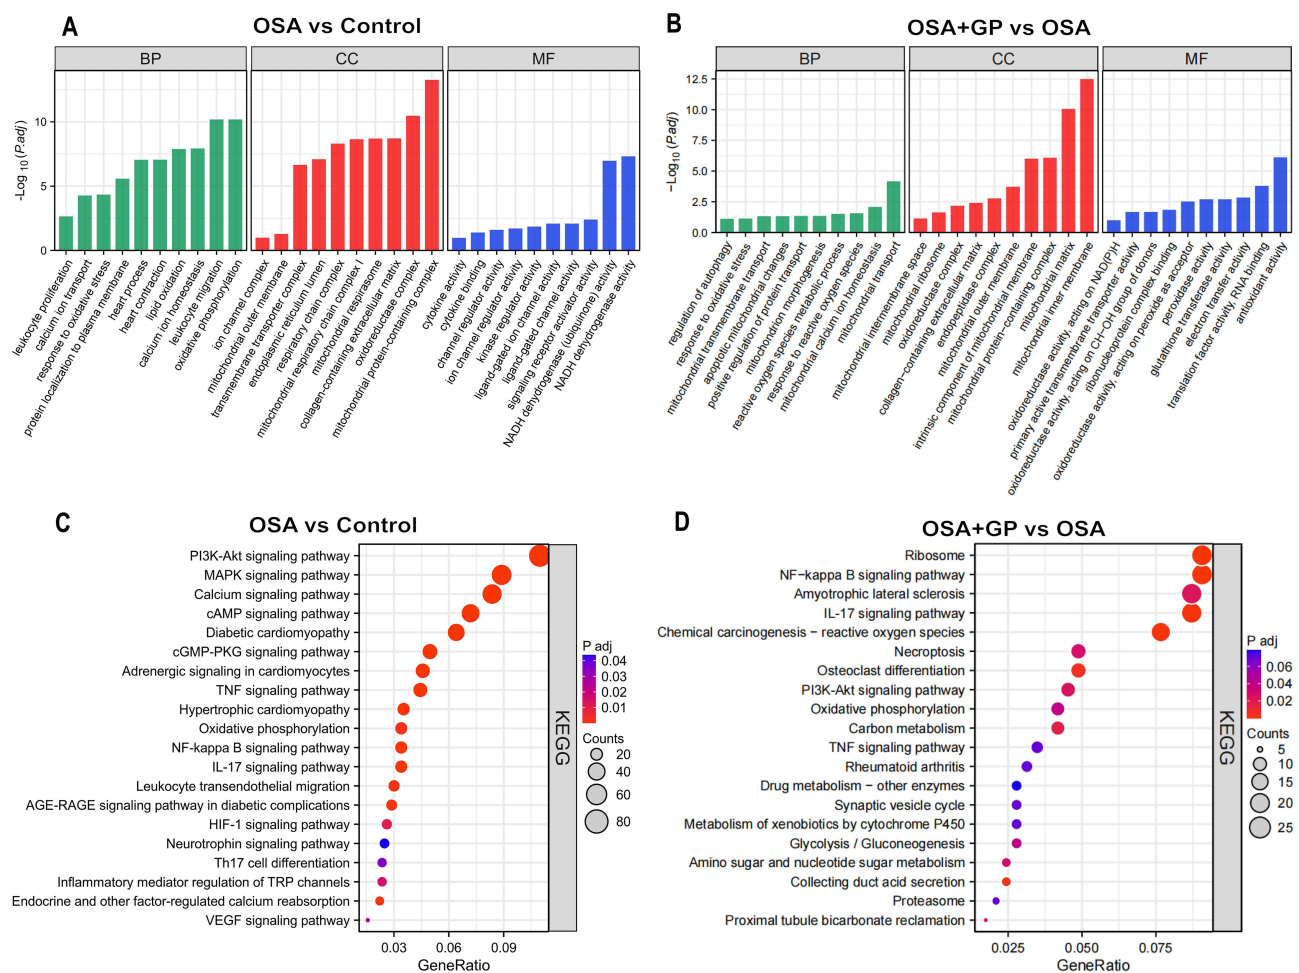 A
OSA vs Control
BP
CC
MF
-Log 10 (P.adj)
10
5
0
leukocyte proliferation
calcium ion transport
response to oxidative stress
protein localization to plasma membrane
heart process
heart contraction
lipid oxidation
calcium ion homeostasis
leukocyte migration
oxidative phosphorylation
ion channel complex
mitochondrial outer membrane
transmembrane transporter complex
endoplasmic reticulum lumen
respiratory chain complex
mitochondrial respiratory chain complex I
mitochondrial respirasome
collagen-containing extracellular matrix
oxidoreductase complex
mitochondrial protein-containing complex
cytokine activity
cytokine binding
channel regulator activity
ion channel regulator activity
kinase regulator activity
ligand-gated ion channel activity
ligand-gated channel activity
signaling receptor activator activity
NADH dehydrogenase (ubiquinone) activity
NADH dehydrogenase activity
B
OSA+GP vs OSA
BP
CC
MF
−Log10 (P.adj)
12.5
10.0
7.5
5.0
2.5
0.0
regulation of autophagy
response to oxidative stress
mitochondrial transmembrane transport
apoptotic mitochondrial changes
positive regulation of protein transport
mitochondrion morphogenesis
reactive oxygen species metabolic process
response to reactive oxygen species
mitochondrial calcium ion homeostasis
mitochondrial transport
mitochondrial intermembrane space
mitochondrial ribosome
oxidoreductase complex
collagen−containing extracellular matrix
endopeptidase complex
mitochondrial outer membrane
intrinsic component of mitochondrial membrane
mitochondrial protein−containing complex
mitochondrial matrix
mitochondrial inner membrane
oxidoreductase activity, acting on NAD(P)H
primary active transmembrane transporter activity
oxidoreductase activity, acting on CH−OH group of donors
ribonucleoprotein complex binding
oxidoreductase activity, acting on peroxide as acceptor
peroxidase activity
glutathione transferase activity
electron transfer activity
translation factor activity, RNA binding
antioxidant activity
C
OSA vs Control
PI3K-Akt signaling pathway
MAPK signaling pathway
Calcium signaling pathway
cAMP signaling pathway
Diabetic cardiomyopathy
cGMP-PKG signaling pathway
Adrenergic signaling in cardiomyocytes
TNF signaling pathway
Hypertrophic cardiomyopathy
Oxidative phosphorylation
NF-kappa B signaling pathway
IL-17 signaling pathway
Leukocyte transendothelial migration
AGE-RAGE signaling pathway in diabetic complications
HIF-1 signaling pathway
Neurotrophin signaling pathway
Th17 cell differentiation
Inflammatory mediator regulation of TRP channels
Endocrine and other factor-regulated calcium reabsorption
VEGF signaling pathway
0.03
0.06
0.09
GeneRatio
KEGG
P adj
0.04
0.03
0.02
0.01
Counts
20
40
60
80
D
OSA+GP vs OSA
Ribosome
NF−kappa B signaling pathway
Amyotrophic lateral sclerosis
IL−17 signaling pathway
Chemical carcinogenesis − reactive oxygen species
Necroptosis
Osteoclast differentiation
PI3K-Akt signaling pathway
Oxidative phosphorylation
Carbon metabolism
TNF signaling pathway
Rheumatoid arthritis
Drug metabolism − other enzymes
Synaptic vesicle cycle
Metabolism of xenobiotics by cytochrome P450
Glycolysis / Gluconeogenesis
Amino sugar and nucleotide sugar metabolism
Collecting duct acid secretion
Proteasome
Proximal tubule bicarbonate reclamation
0.025
0.050
0.075
GeneRatio
KEGG
P adj
0.06
0.04
0.02
Counts
5
10
15
20
25